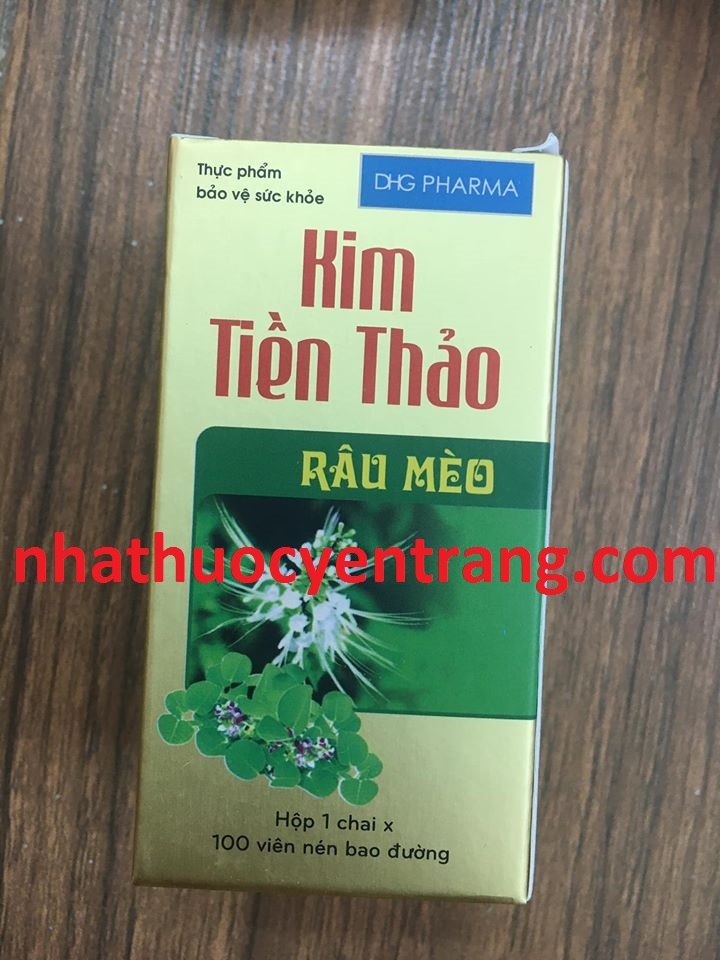 Thực phẩm
bảo vệ sức khỏe
DHG PHARMA
Kim
Tiền Thảo
RÂU MÈO
nhathuocyentrang.com
Hộp 1 chai x
100 viên nén bao đường